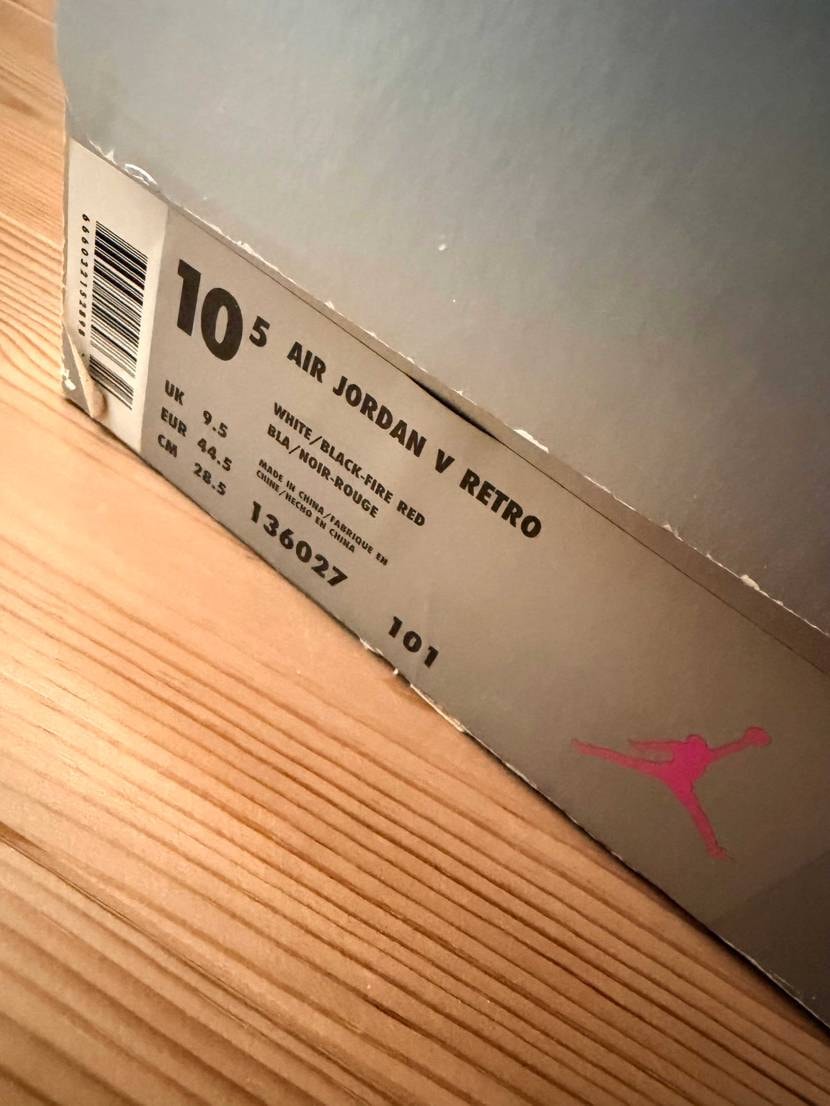 10 5 AIR JORDAN V RETRO
UK 9.5
EUR 44.5
CM 28.5
WHITE/BLACK-FIRE RED
BLA/NOIR-ROUGE
MADE IN CHINA/FABRIQUE EN
CHINE/HECHO EN CHINA
136027 101